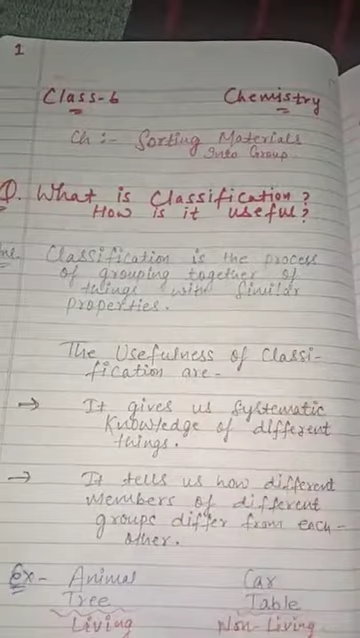 1
Class-6 Chemistry
Ch :- Sorting Materials
Into Group
Q. What is Classification?
How is it useful?
Ans Classification is the process
of grouping together of
things with Similar
properties.
The Usefulness of Classi-
fication are-
→ It gives us Systematic
Knowledge of different
things.
→ It tells us how different
Members of different
groups differ from each-
other.
Ex- Animal Car
Tree Table
Living Non-Living